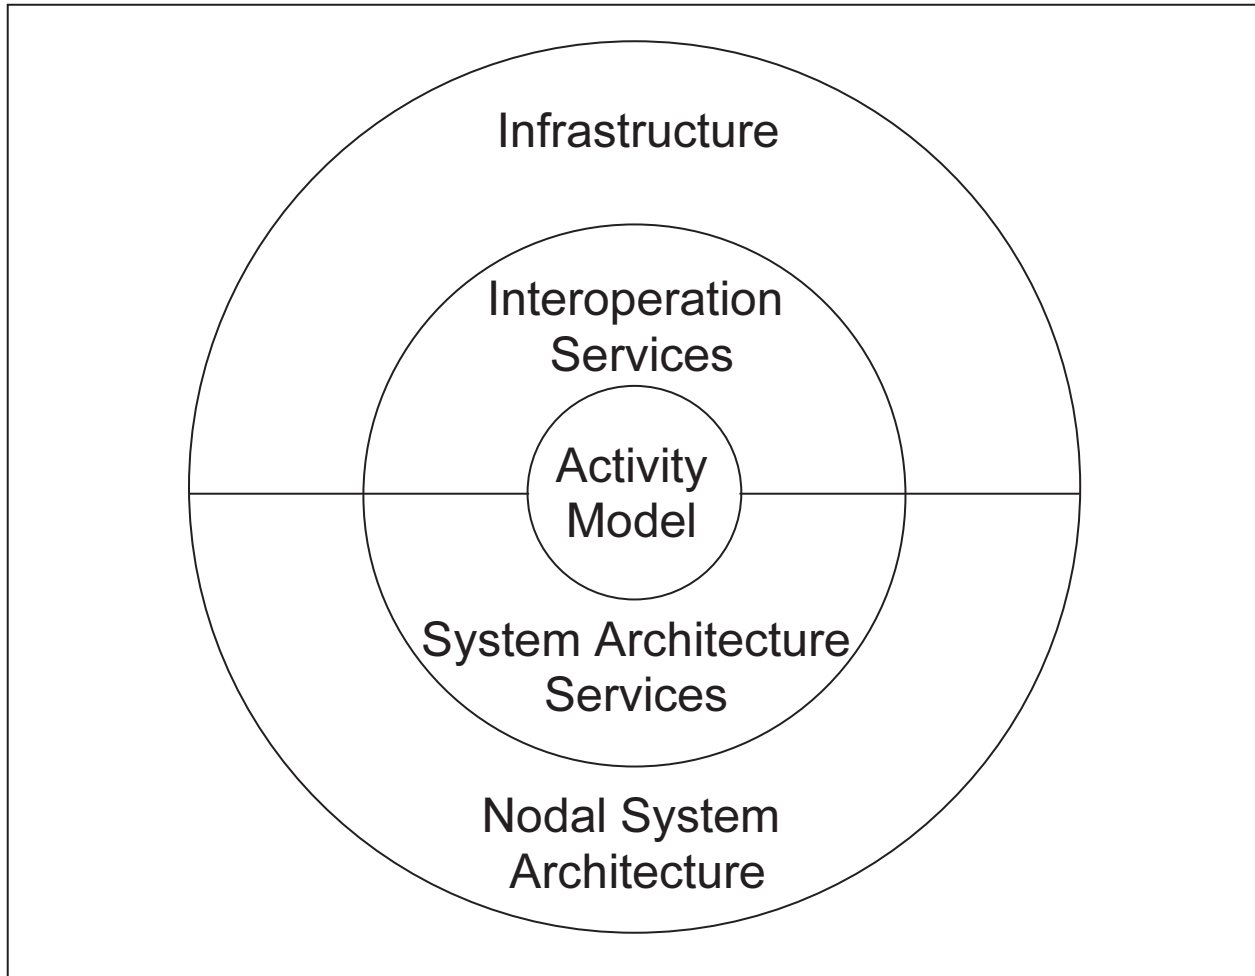 Infrastructure
Interoperation
Services
Activity
Model
System Architecture
Services
Nodal System
Architecture